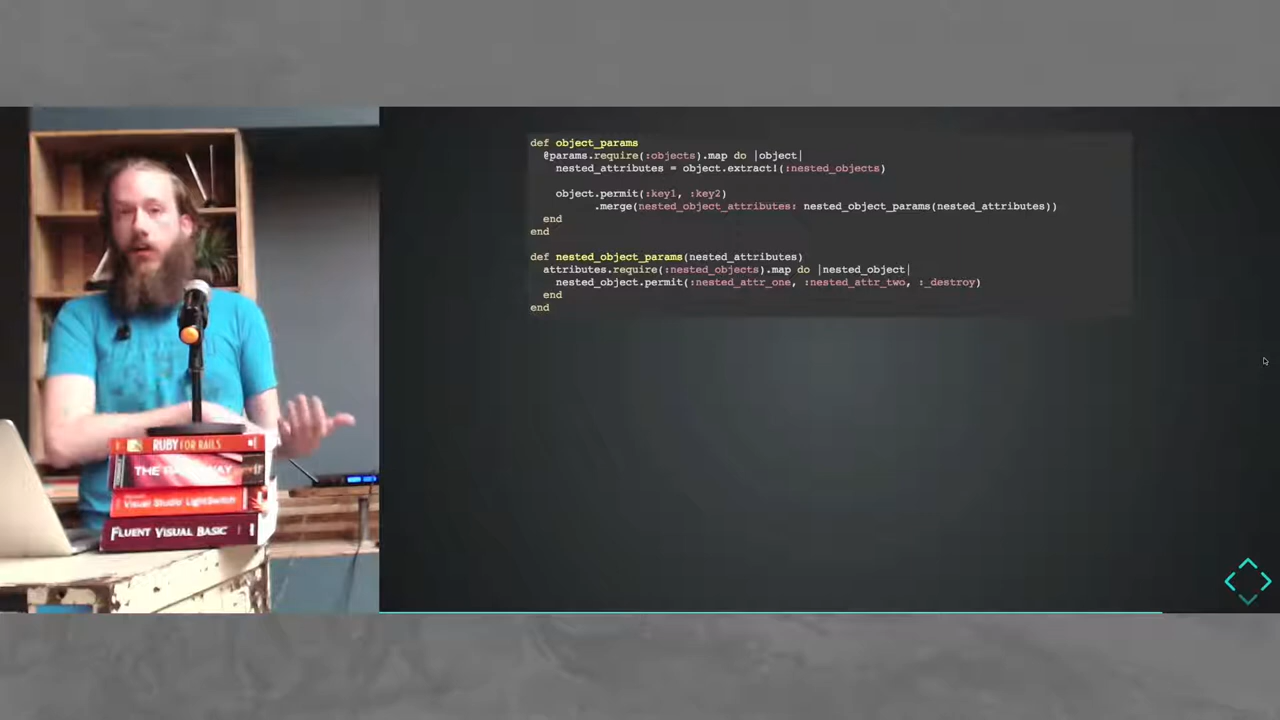 def object_params
@params.require(:objects).map do |object|
nested_attributes = object.extract!(:nested_objects)
object.permit(:key1, :key2)
.merge(nested_object_attributes: nested_object_params(nested_attributes))
end
end
def nested_object_params(nested_attributes)
attributes.require(:nested_objects).map do |nested_object|
nested_object.permit(:nested_attr_one, :nested_attr_two, :_destroy)
end
end
RUBY FOR RAILS
THE WAY
Visual Studio LightSwitch
FLUENT VISUAL BASIC